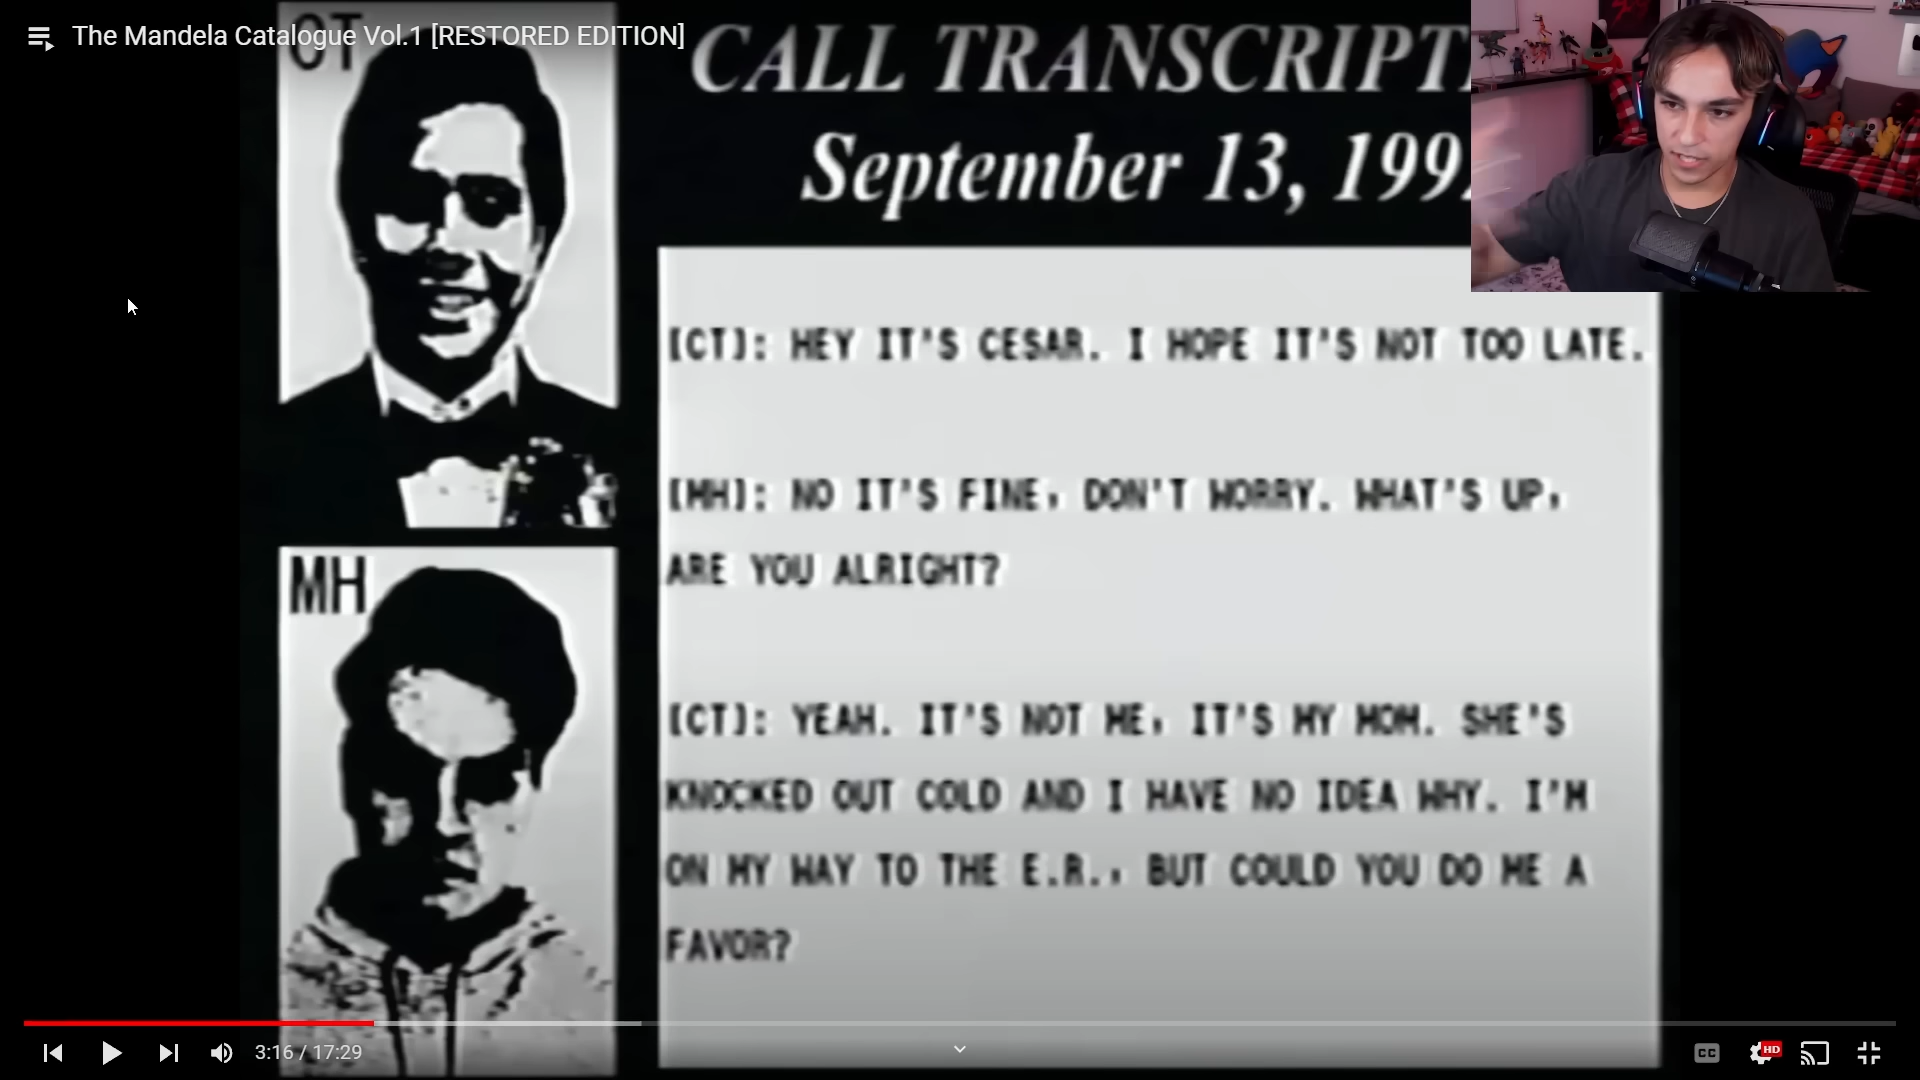 The Mandela Catalogue Vol.1 [RESTORED EDITION]
CT
CALL TRANSCRIPT
September 13, 199
[CT]: HEY IT'S CESAR. I HOPE IT'S NOT TOO LATE.
[MH]: NO IT'S FINE, DON'T WORRY. WHAT'S UP,
ARE YOU ALRIGHT?
MH
[CT]: YEAH. IT'S NOT ME, IT'S MY MOM. SHE'S
KNOCKED OUT COLD AND I HAVE NO IDEA WHY. I'M
ON MY WAY TO THE E.R., BUT COULD YOU DO ME A
FAVOR?
3:16 / 17:29
CC
HD